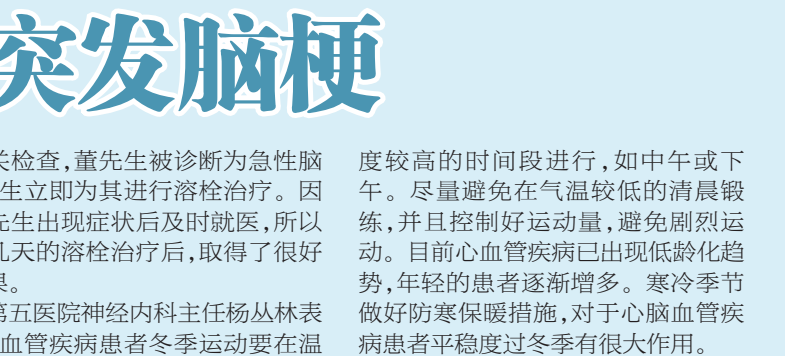 突发脑梗
关检查,董先生被诊断为急性脑
生立即为其进行溶栓治疗。因
先生出现症状后及时就医,所以
几天的溶栓治疗后,取得了很好
果。
第五医院神经内科主任杨丛林表
血管疾病患者冬季运动要在温
度较高的时间段进行,如中午或下
午。尽量避免在气温较低的清晨锻
练,并且控制好运动量,避免剧烈运
动。目前心血管疾病已出现低龄化趋
势,年轻的患者逐渐增多。寒冷季节
做好防寒保暖措施,对于心脑血管疾
病患者平稳度过冬季有很大作用。